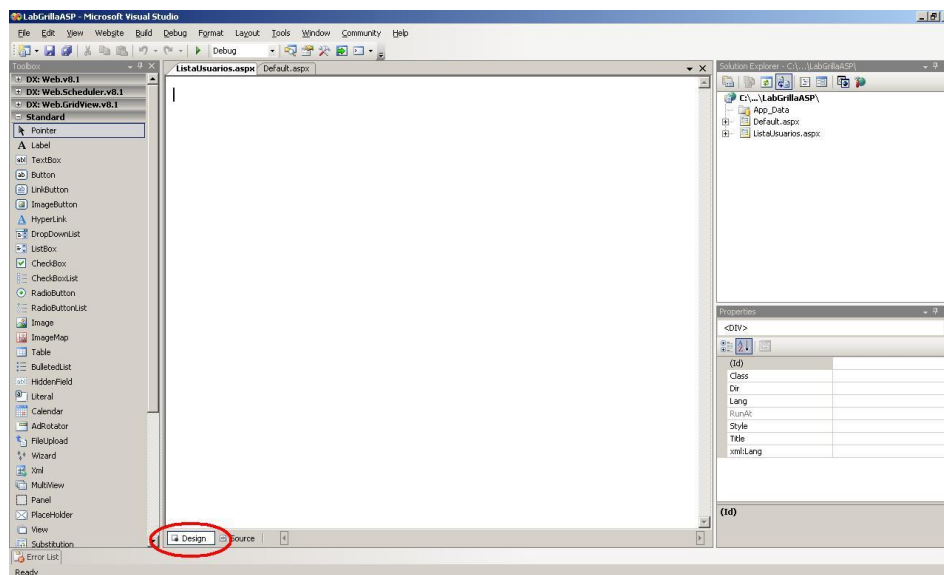 LabGrillaASP - Microsoft Visual Studio
File Edit View Website Build Debug Format Layout Tools Window Community Help
Debug
Toolbox
DX: Web.v8.1
DX: Web.Scheduler.v8.1
DX: Web.GridView.v8.1
Standard
Pointer
A Label
abl TextBox
ab Button
ab LinkButton
ImageButton
A HyperLink
DropDownList
ListBox
CheckBox
CheckBoxList
RadioButton
RadioButtonList
Image
ImageMap
Table
BulletedList
abl HiddenField
Literal
Calendar
AdRotator
FileUpload
Wizard
Xml
MultiView
Panel
PlaceHolder
View
Substitution
ListaUsuarios.aspx Default.aspx
Design Source
Solution Explorer - C:\...\LabGrillaASP\
C:\...\LabGrillaASP\
App_Data
Default.aspx
ListaUsuarios.aspx
Properties
<DIV>
(Id)
Class
Dir
Lang
RunAt
Style
Title
xml:Lang
(Id)
Error List
Ready